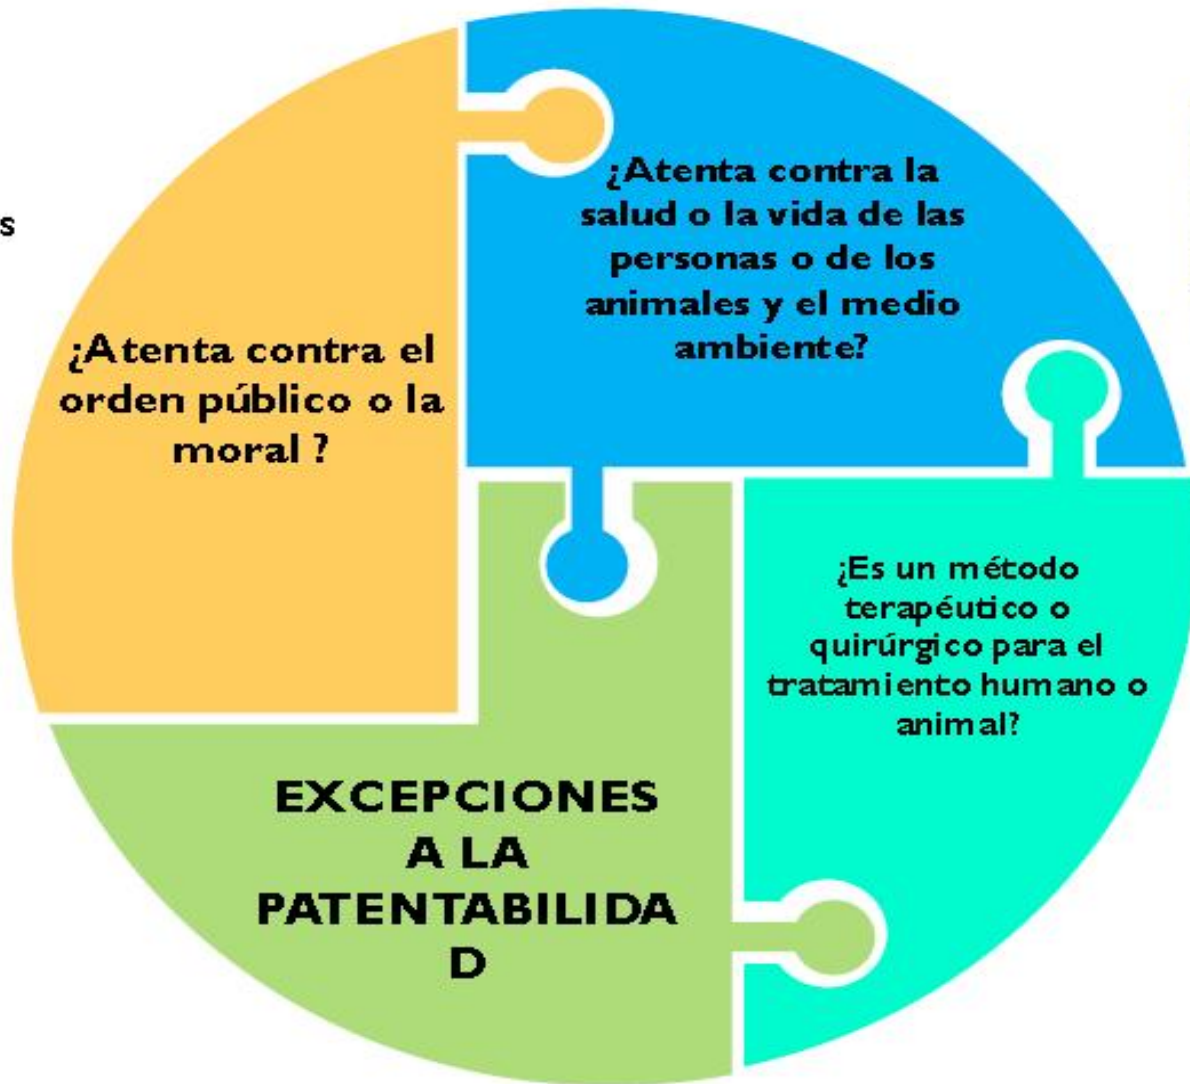 s
¿Atenta contra el
orden público o la
moral ?
¿Atenta contra la
salud o la vida de las
personas o de los
animales y el medio
ambiente?
¿Es un método
terapéutico o
quirúrgico para el
tratamiento humano o
animal?
EXCEPCIONES
A LA
PATENTABILIDA
D